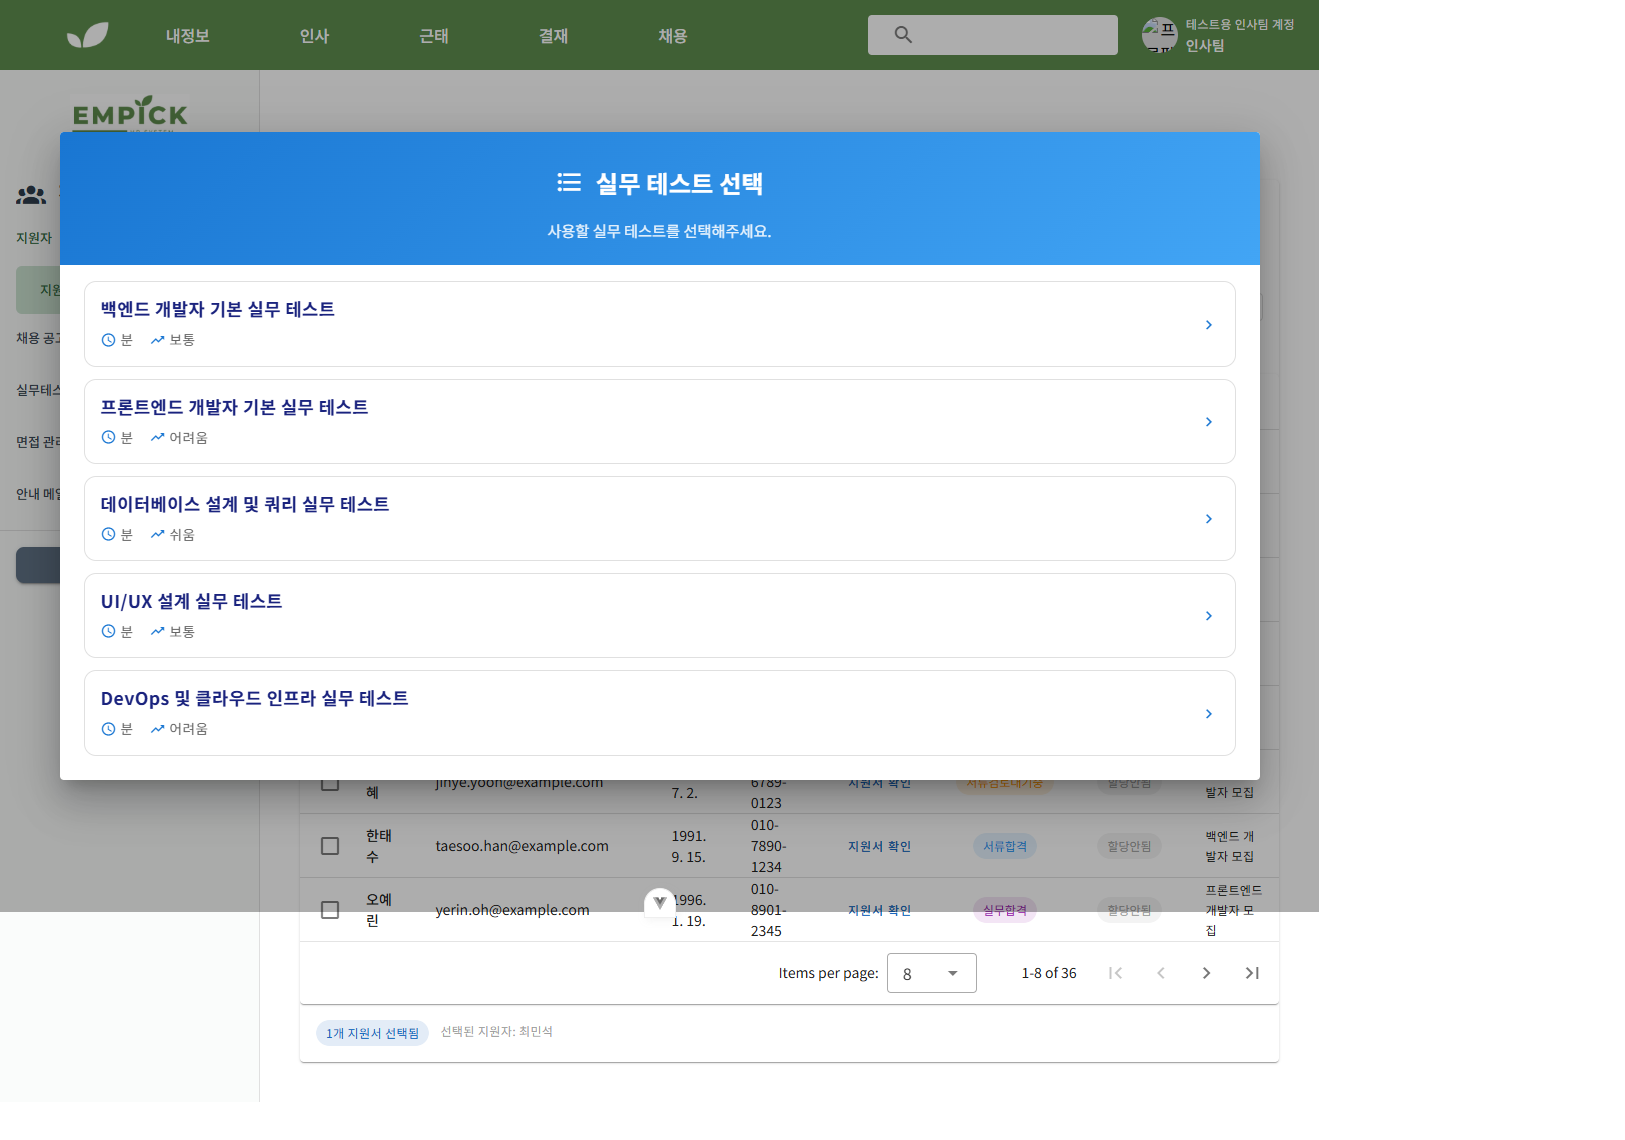 내정보 인사 근태 결재 채용
테스트용 인사팀 계정
인사팀
EMPICK
실무 테스트 선택
사용할 실무 테스트를 선택해주세요.
지원자
지원
채용 공고
실무테스
면접 관리
안내 메일
백엔드 개발자 기본 실무 테스트
분 보통
프론트엔드 개발자 기본 실무 테스트
분 어려움
데이터베이스 설계 및 쿼리 실무 테스트
분 쉬움
UI/UX 설계 실무 테스트
분 보통
DevOps 및 클라우드 인프라 실무 테스트
분 어려움
혜 jinye.yoon@example.com 7. 2. 6789-
0123 지원서 확인 서류검토대기중 할당안됨 발자 모집
한태
수 taesoo.han@example.com 1991.
9. 15. 010-
7890-
1234 지원서 확인 서류합격 할당안됨 백엔드 개
발자 모집
오예
린 yerin.oh@example.com 1996.
1. 19. 010-
8901-
2345 지원서 확인 실무합격 할당안됨 프론트엔드
개발자 모
집
Items per page: 8 1-8 of 36
1개 지원서 선택됨 선택된 지원자: 최민석